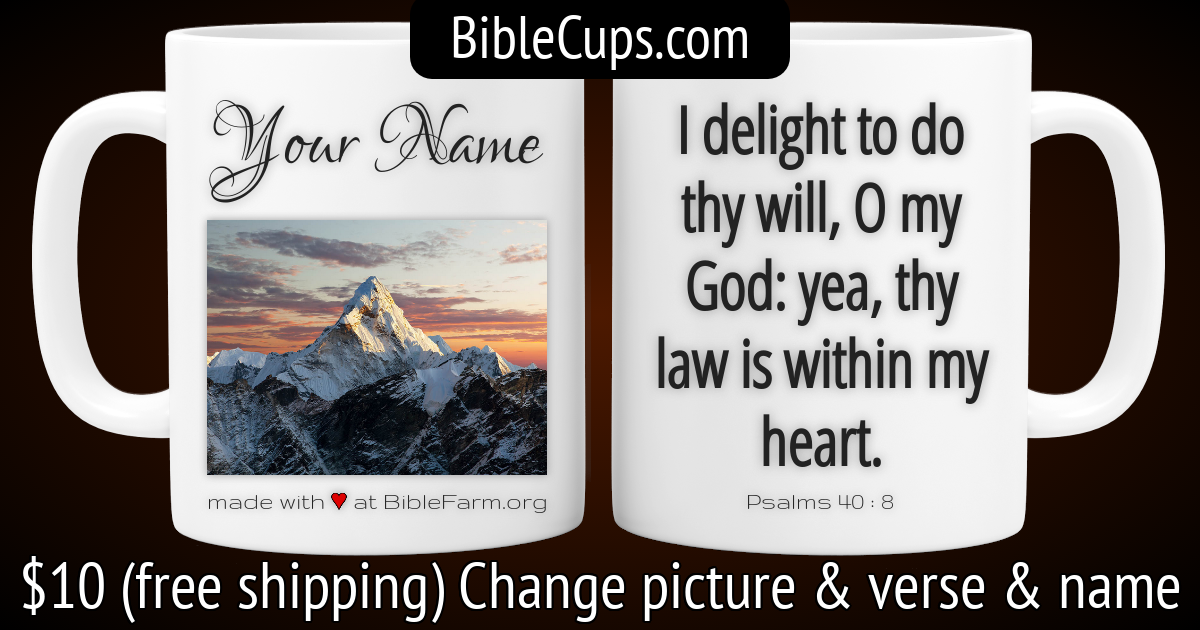 BibleCups.com
Your Name
made with ♥ at BibleFarm.org
I delight to do
thy will, O my
God: yea, thy
law is within my
heart.
Psalms 40 : 8
$10 (free shipping) Change picture & verse & name